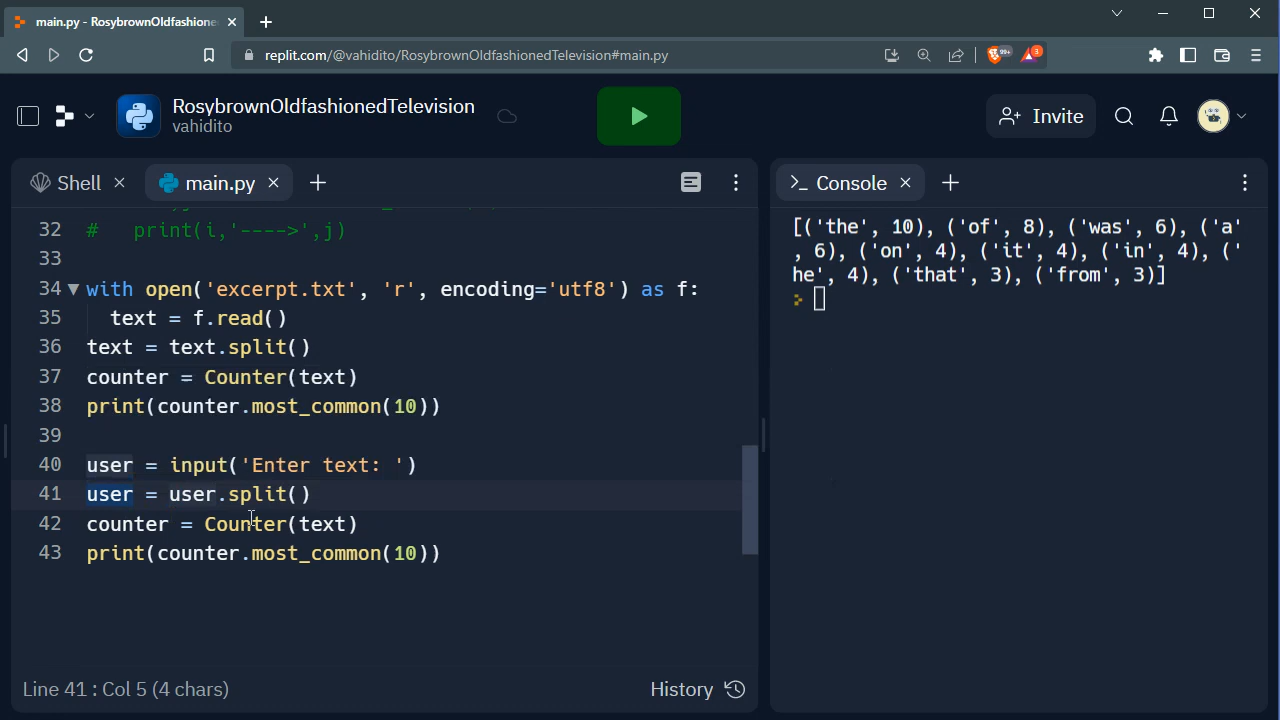 main.py - RosybrownOldfashione
replit.com/@vahidito/RosybrownOldfashionedTelevision#main.py
99+
3
RosybrownOldfashionedTelevision
vahidito
Invite
Shell
main.py
Console
32 #   print(i,'---->',j)
33
34 with open('excerpt.txt', 'r', encoding='utf8') as f:
35   text = f.read()
36 text = text.split()
37 counter = Counter(text)
38 print(counter.most_common(10))
39
40 user = input('Enter text: ')
41 user = user.split()
42 counter = Counter(text)
43 print(counter.most_common(10))
Line 41 : Col 5 (4 chars)
History
[('the', 10), ('of', 8), ('was', 6), ('a'
, 6), ('on', 4), ('it', 4), ('in', 4), ('
he', 4), ('that', 3), ('from', 3)]